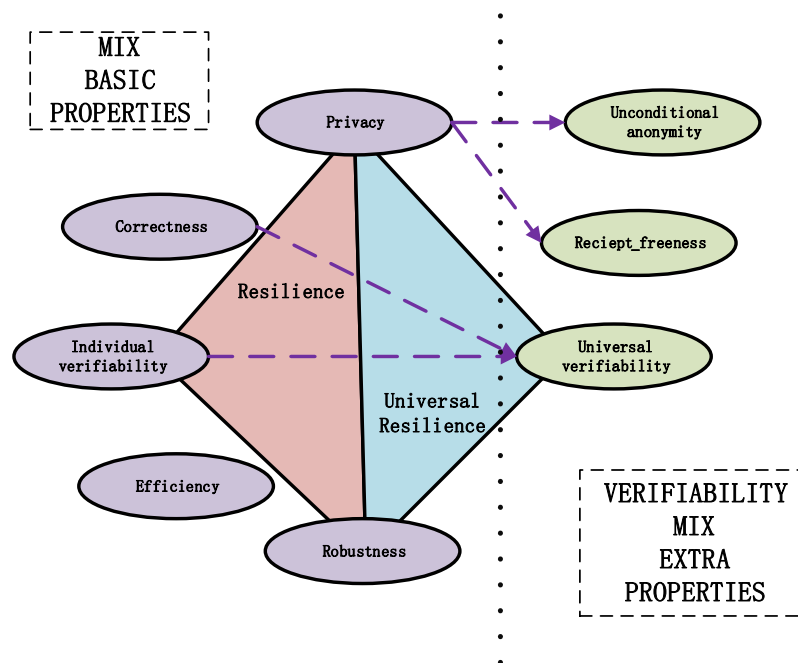 MIX
BASIC
PROPERTIES
Privacy
Unconditional
anonymity
Correctness
Reciept_freeness
Resilience
Individual
verifiability
Universal
verifiability
Universal
Resilience
Efficiency
Robustness
VERIFIABILITY
MIX
EXTRA
PROPERTIES